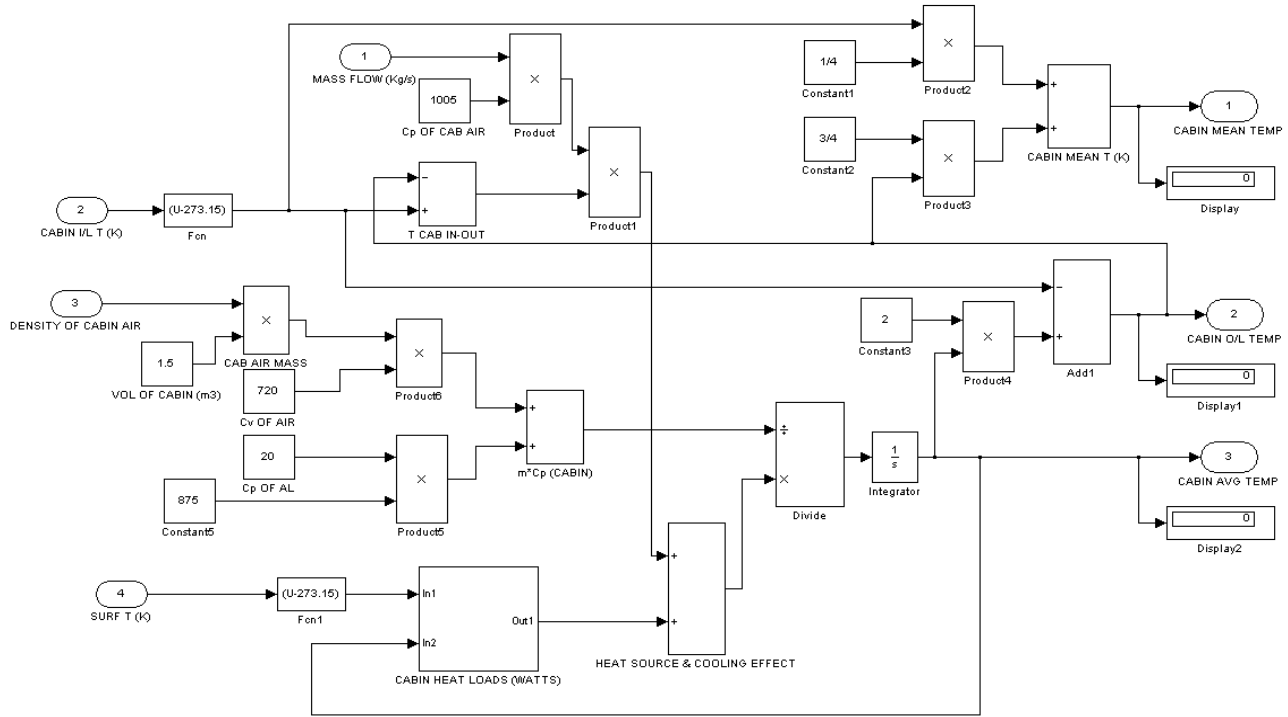 1
MASS FLOW (Kg/s)
1005
Cp OF CAB AIR
×
Product
1/4
Constant1
×
Product2
3/4
Constant2
×
Product3
+
+
CABIN MEAN T (K)
1
CABIN MEAN TEMP
0
Display
2
CABIN I/L T (K)
(U-273.15)
Fcn
−
+
T CAB IN-OUT
×
Product1
3
DENSITY OF CABIN AIR
1.5
VOL OF CABIN (m3)
×
CAB AIR MASS
720
Cv OF AIR
×
Product6
20
Cp OF AL
875
Constant5
×
Product5
+
+
m*Cp (CABIN)
÷
×
Divide
1
s
Integrator
2
Constant3
×
Product4
−
+
Add1
2
CABIN O/L TEMP
0
Display1
3
CABIN AVG TEMP
0
Display2
4
SURF T (K)
(U-273.15)
Fcn1
In1
In2
Out1
CABIN HEAT LOADS (WATTS)
+
+
HEAT SOURCE & COOLING EFFECT